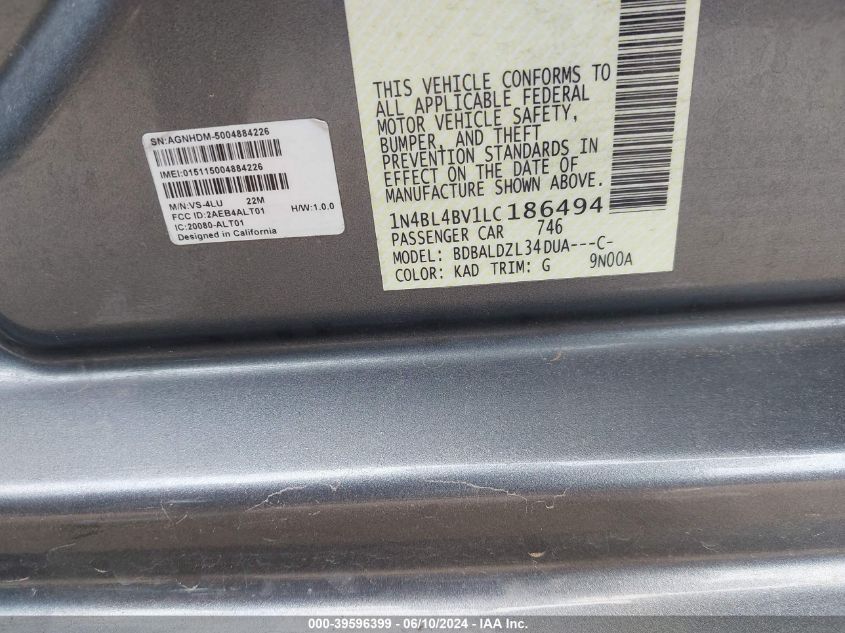 SN:AGNHDM-5004884226
IMEI:015115004884226
M/N:VS-4LU 22M
FCC ID:2AEB4ALT01 H/W:1.0.0
IC:20080-ALT01
Designed in California
THIS VEHICLE CONFORMS TO
ALL APPLICABLE FEDERAL
MOTOR VEHICLE SAFETY,
BUMPER, AND THEFT
PREVENTION STANDARDS IN
EFFECT ON THE DATE OF
MANUFACTURE SHOWN ABOVE.
1N4BL4BV1LC186494
PASSENGER CAR 746
MODEL: BDBALDZL34DUA---C-
COLOR: KAD TRIM: G 9N00A
000-39596399 - 06/10/2024 - IAA Inc.